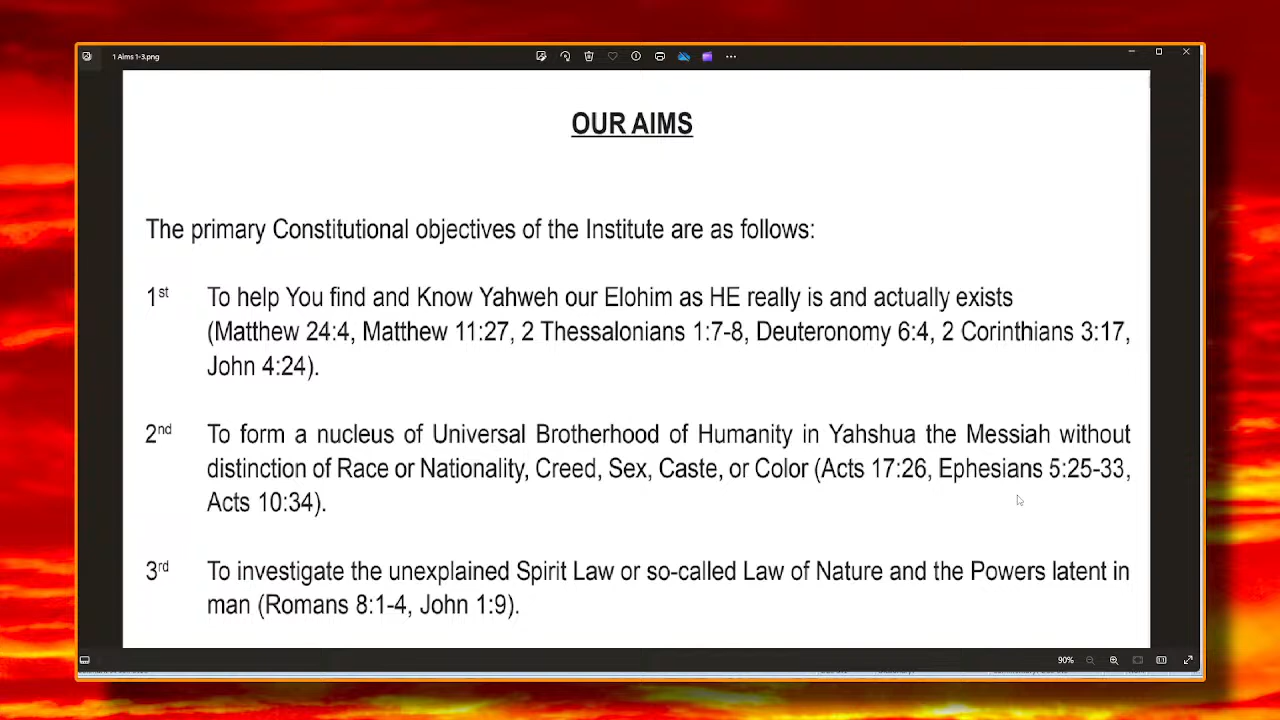 1 Aims 1-3.png
OUR AIMS
The primary Constitutional objectives of the Institute are as follows:
1st To help You find and Know Yahweh our Elohim as HE really is and actually exists
(Matthew 24:4, Matthew 11:27, 2 Thessalonians 1:7-8, Deuteronomy 6:4, 2 Corinthians 3:17,
John 4:24).
2nd To form a nucleus of Universal Brotherhood of Humanity in Yahshua the Messiah without
distinction of Race or Nationality, Creed, Sex, Caste, or Color (Acts 17:26, Ephesians 5:25-33,
Acts 10:34).
3rd To investigate the unexplained Spirit Law or so-called Law of Nature and the Powers latent in
man (Romans 8:1-4, John 1:9).
90%